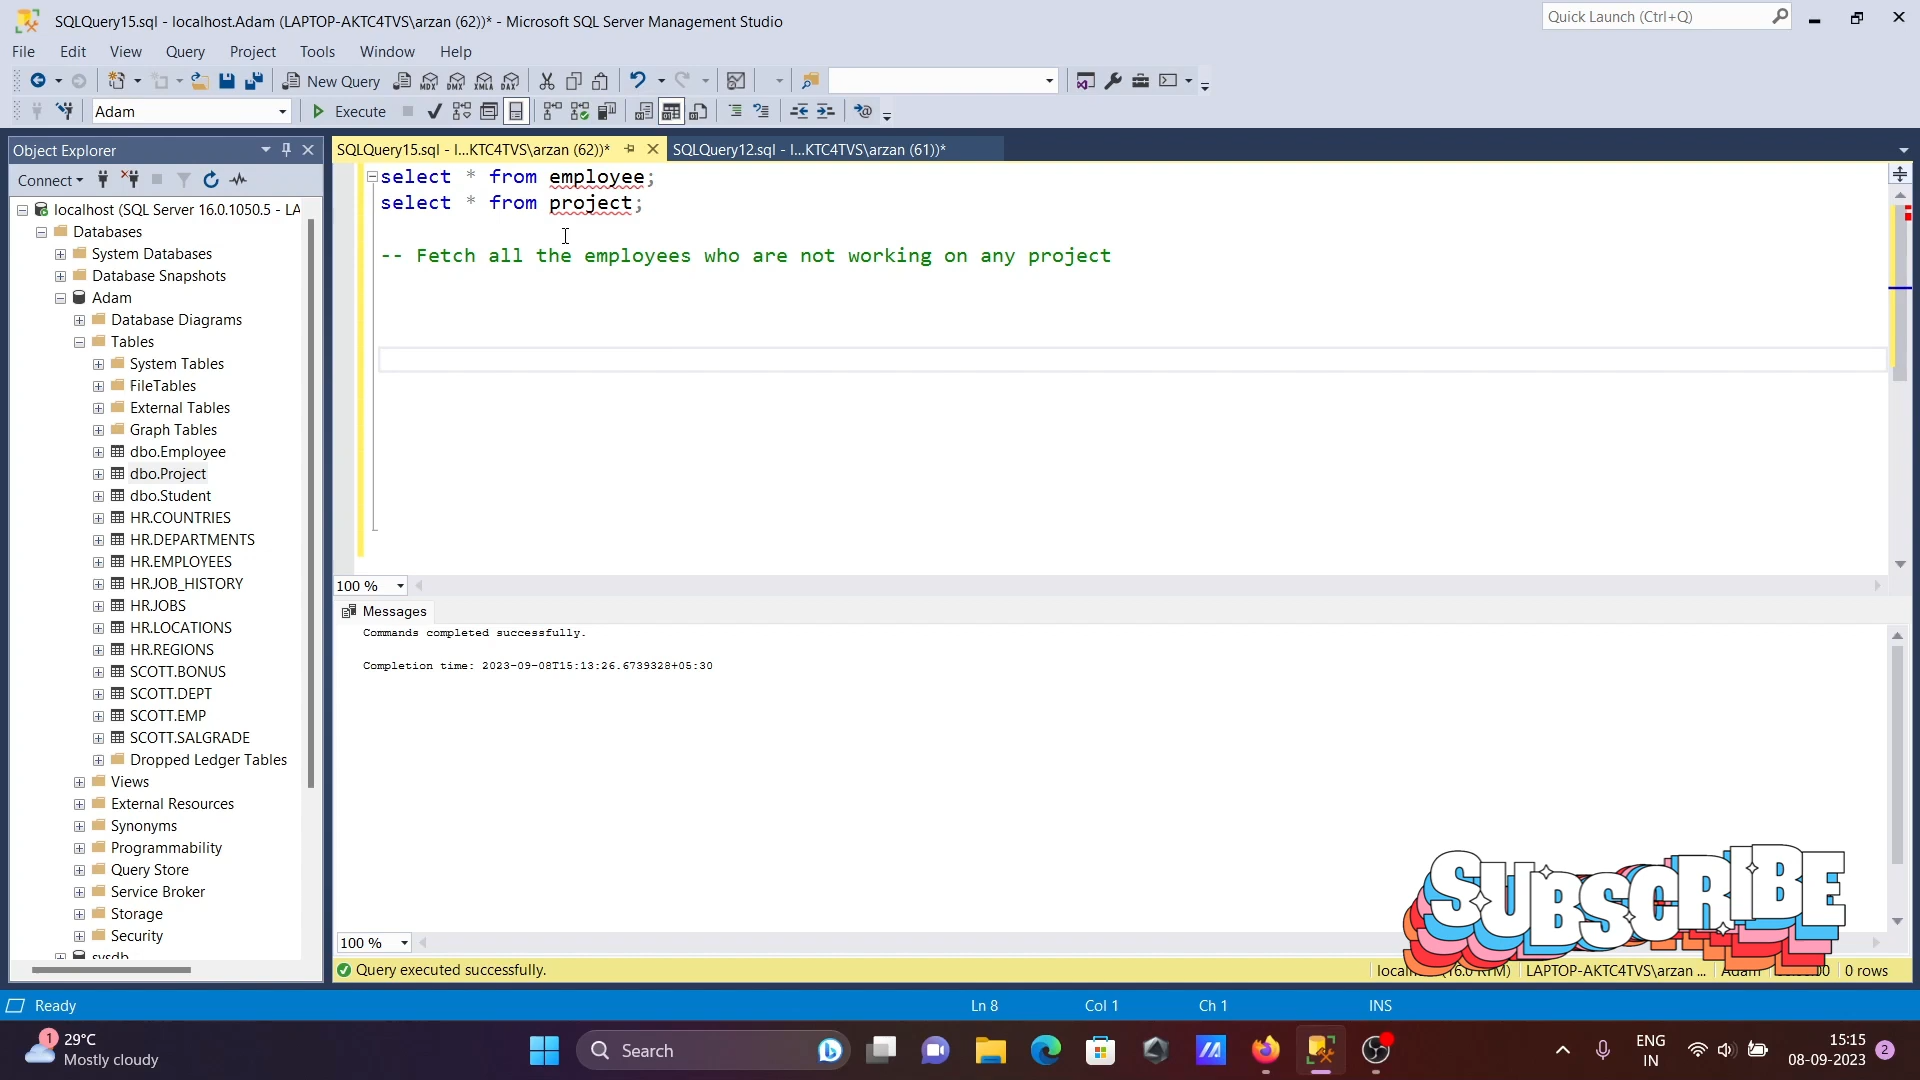 SQLQuery15.sql - localhost.Adam (LAPTOP-AKTC4TVS\arzan (62))* - Microsoft SQL Server Management Studio
Quick Launch (Ctrl+Q)
File Edit View Query Project Tools Window Help
New Query
MDX DMX XMLA DAX
Adam
Execute
Object Explorer
SQLQuery15.sql - l...KTC4TVS\arzan (62))*
SQLQuery12.sql - l...KTC4TVS\arzan (61))*
Connect
localhost (SQL Server 16.0.1050.5 - LA
Databases
System Databases
Database Snapshots
Adam
Database Diagrams
Tables
System Tables
FileTables
External Tables
Graph Tables
dbo.Employee
dbo.Project
dbo.Student
HR.COUNTRIES
HR.DEPARTMENTS
HR.EMPLOYEES
HR.JOB_HISTORY
HR.JOBS
HR.LOCATIONS
HR.REGIONS
SCOTT.BONUS
SCOTT.DEPT
SCOTT.EMP
SCOTT.SALGRADE
Dropped Ledger Tables
Views
External Resources
Synonyms
Programmability
Query Store
Service Broker
Storage
Security
sysdb
select * from employee;
select * from project;
-- Fetch all the employees who are not working on any project
100 %
Messages
Commands completed successfully.
Completion time: 2023-09-08T15:13:26.6739328+05:30
100 %
SUBSCRIBE
Query executed successfully.
LAPTOP-AKTC4TVS\arzan ...
Adam
0 rows
Ready
Ln 8
Col 1
Ch 1
INS
1
29°C
Mostly cloudy
Search
ENG
IN
15:15
08-09-2023
2